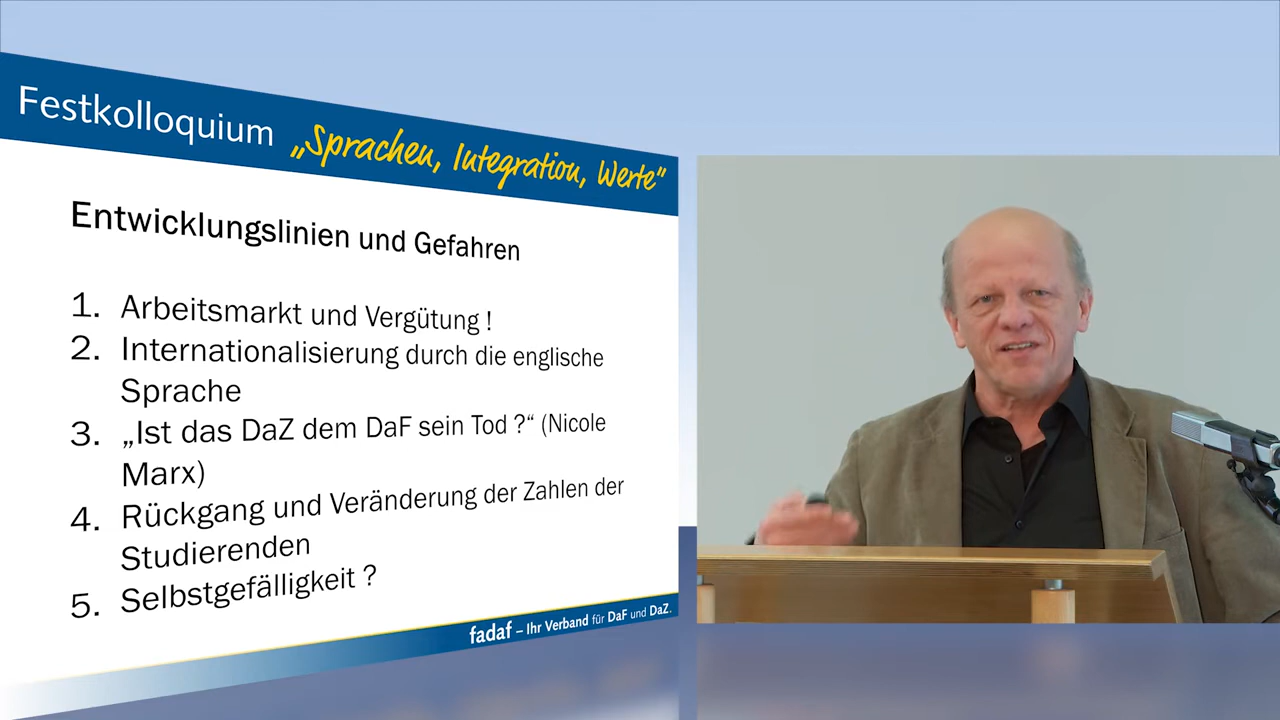 Festkolloquium „Sprachen, Integration, Werte"
Entwicklungslinien und Gefahren
1. Arbeitsmarkt und Vergütung !
2. Internationalisierung durch die englische
Sprache
3. „Ist das DaZ dem DaF sein Tod ?“ (Nicole
Marx)
4. Rückgang und Veränderung der Zahlen der
Studierenden
5. Selbstgefälligkeit ?
fadaf – Ihr Verband für DaF und DaZ.